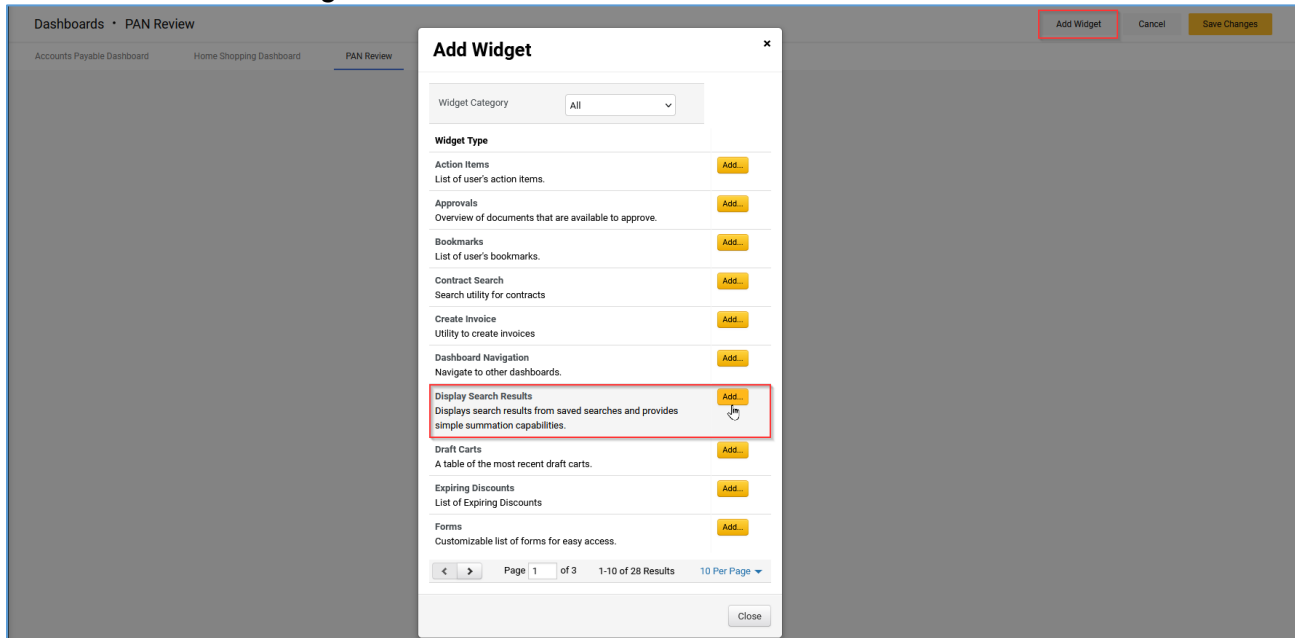 Dashboards • PAN Review
Add Widget
Cancel
Save Changes
Accounts Payable Dashboard
Home Shopping Dashboard
PAN Review
Add Widget
×
Widget Category
All
Widget Type
Action Items
Add...
List of user's action items.
Approvals
Add...
Overview of documents that are available to approve.
Bookmarks
Add...
List of user's bookmarks.
Contract Search
Add...
Search utility for contracts
Create Invoice
Add...
Utility to create invoices
Dashboard Navigation
Add...
Navigate to other dashboards.
Display Search Results
Add...
Displays search results from saved searches and provides
simple summation capabilities.
Draft Carts
Add...
A table of the most recent draft carts.
Expiring Discounts
Add...
List of Expiring Discounts
Forms
Add...
Customizable list of forms for easy access.
< > Page 1 of 3 1-10 of 28 Results 10 Per Page
Close